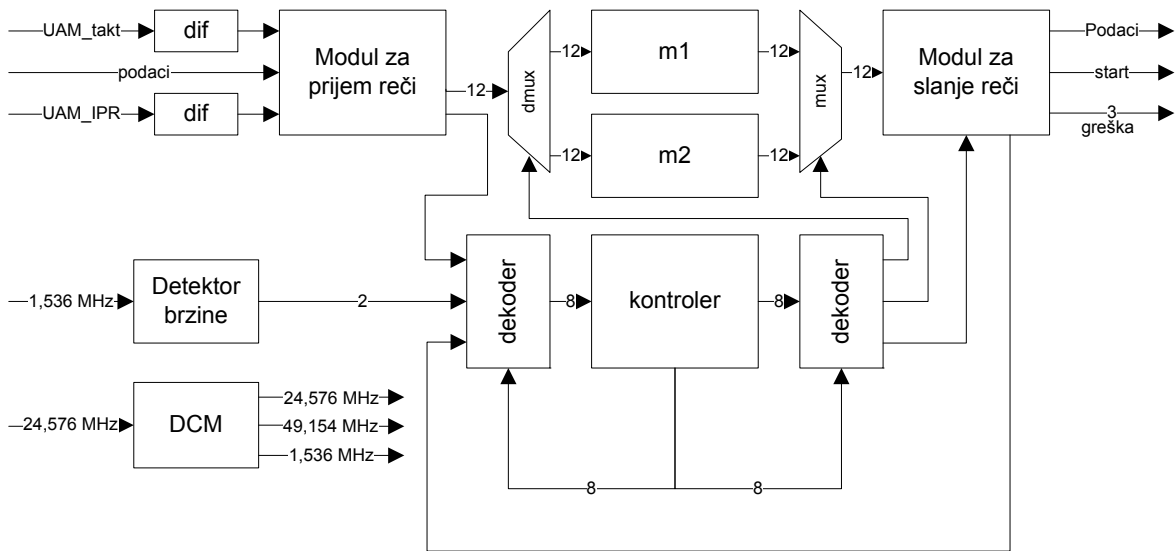 UAM_takt
dif
podaci
UAM_IPR
dif
Modul za
prijem reči
12
dmux
12
12
m1
m2
12
12
mux
12
Modul za
slanje reči
Podaci
start
3
greška
1,536 MHz
Detektor
brzine
2
dekoder
8
kontroler
8
dekoder
24,576 MHz
DCM
24,576 MHz
49,154 MHz
1,536 MHz
8
8